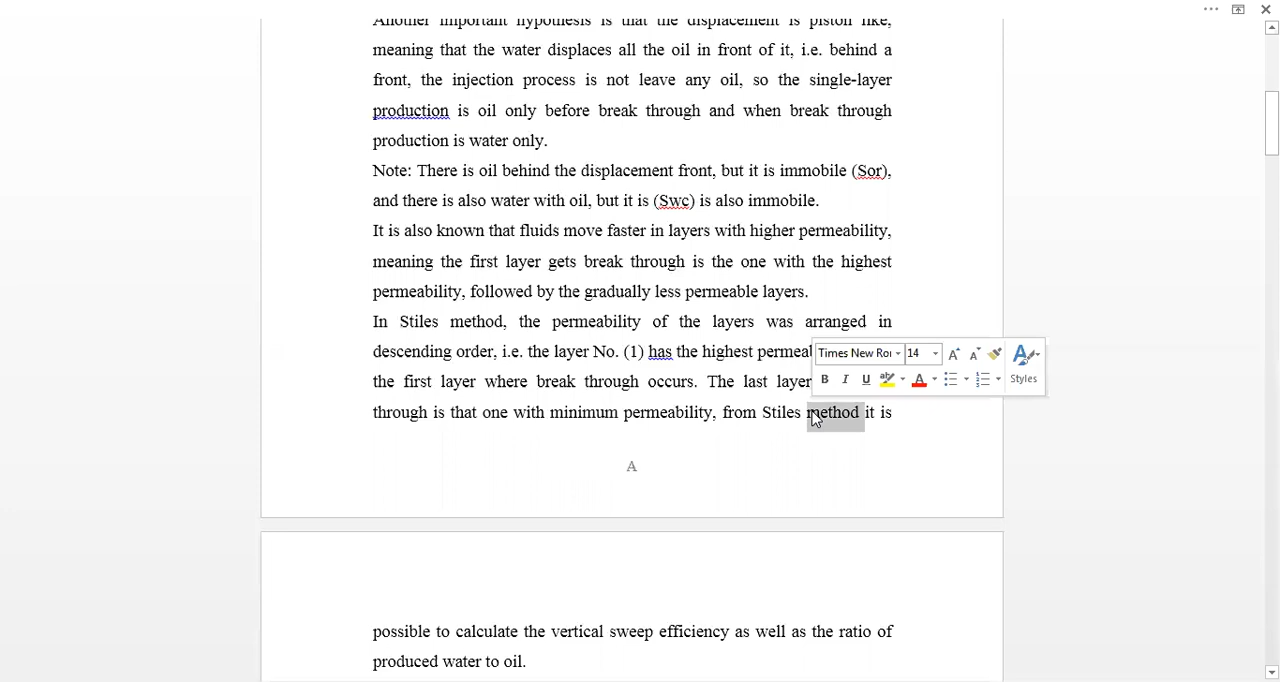 Another important hypothesis is that the displacement is piston like,
meaning that the water displaces all the oil in front of it, i.e. behind a
front, the injection process is not leave any oil, so the single-layer
production is oil only before break through and when break through
production is water only.
Note: There is oil behind the displacement front, but it is immobile (Sor),
and there is also water with oil, but it is (Swc) is also immobile.
It is also known that fluids move faster in layers with higher permeability,
meaning the first layer gets break through is the one with the highest
permeability, followed by the gradually less permeable layers.
In Stiles method, the permeability of the layers was arranged in
descending order, i.e. the layer No. (1) has the highest
the first layer where break through occurs. The last layer
through is that one with minimum permeability, from Stiles method it is
Times New Ro 14 A A
B I U ab A Styles
A
possible to calculate the vertical sweep efficiency as well as the ratio of
produced water to oil.